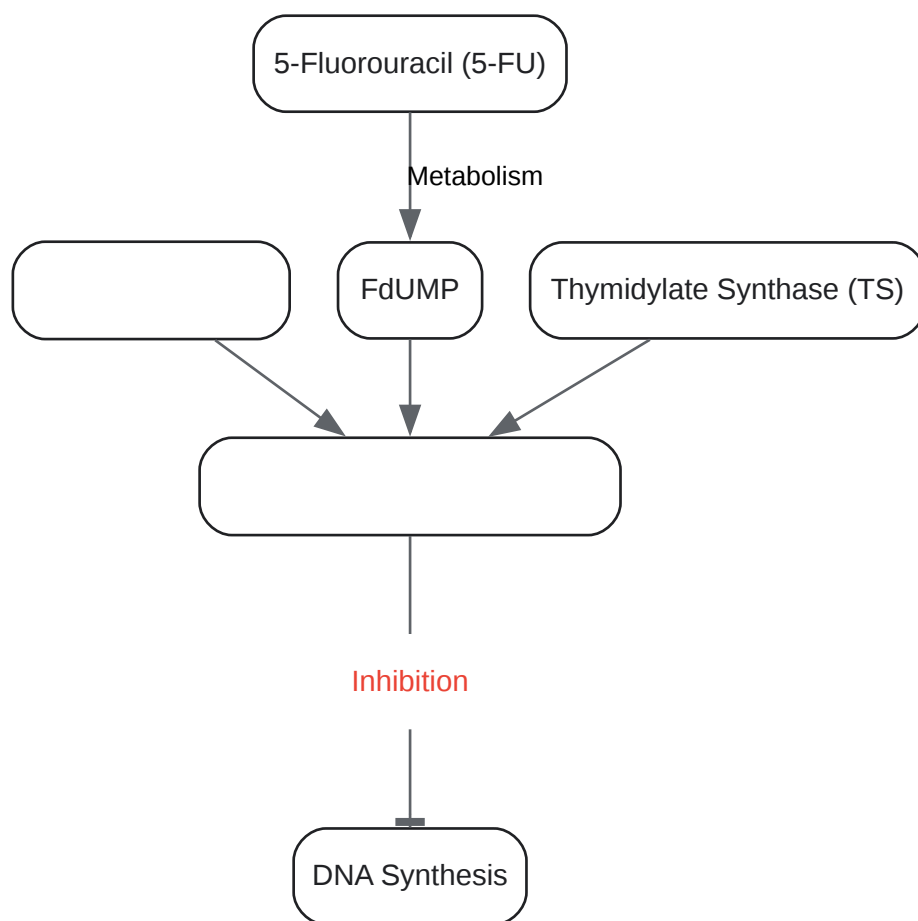 5-Fluorouracil (5-FU)
Metabolism
FdUMP
Thymidylate Synthase (TS)
Inhibition
DNA Synthesis